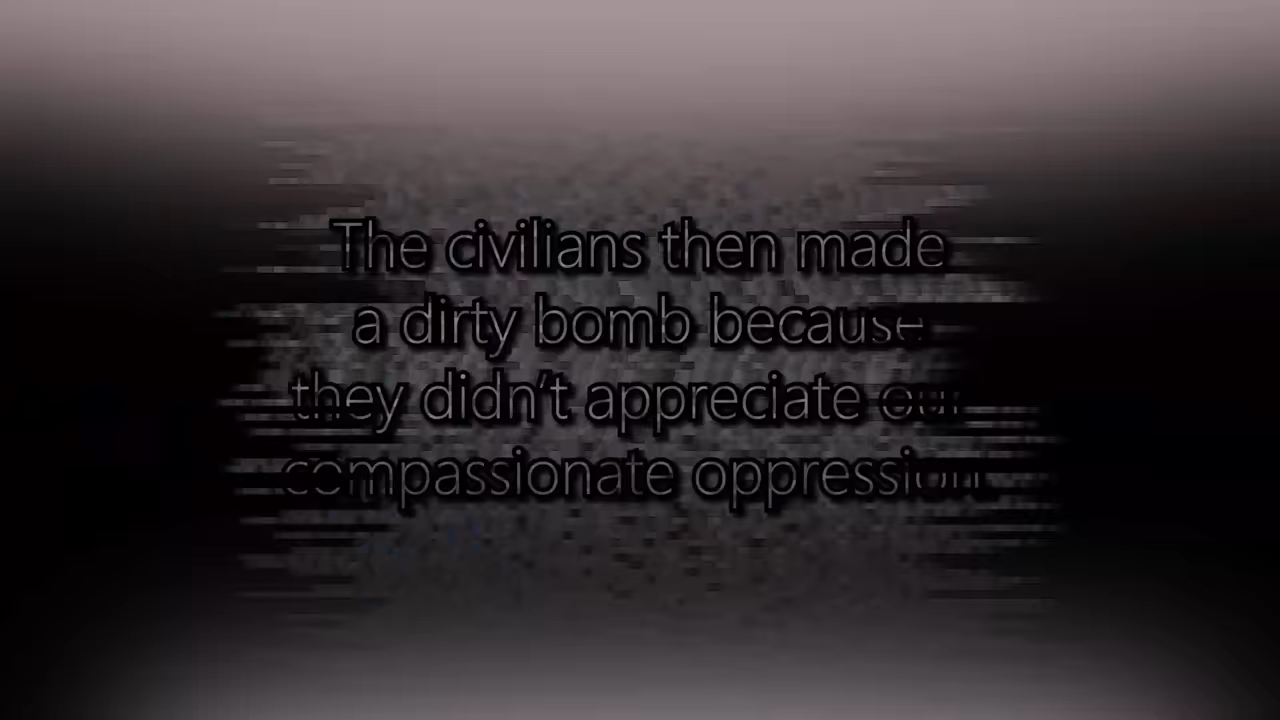 The civilians then made
a dirty bomb because
they didn't appreciate our
compassionate oppression.